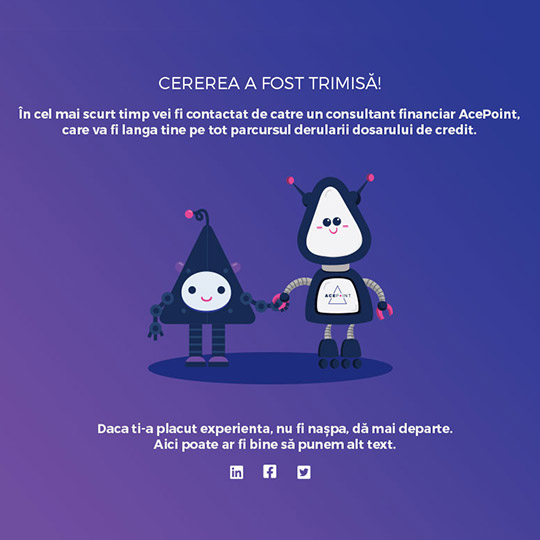 CEREREA A FOST TRIMISĂ!
În cel mai scurt timp vei fi contactat de catre un consultant financiar AcePoint,
care va fi langa tine pe tot parcursul derularii dosarului de credit.
ACEPOINT
Daca ti-a placut experienta, nu fi nașpa, dă mai departe.
Aici poate ar fi bine să punem alt text.